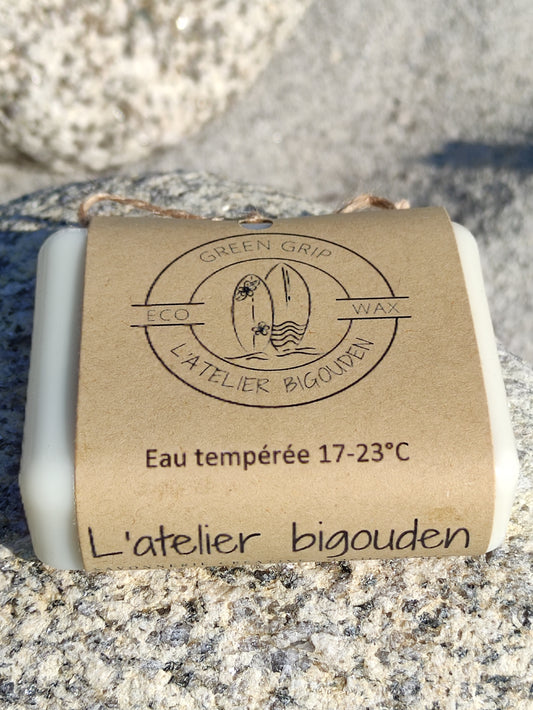 GREEN GRIP
ECO
WAX
L'ATELIER BIGOUDEN
Eau tempérée 17-23°C
L'atelier bigouden